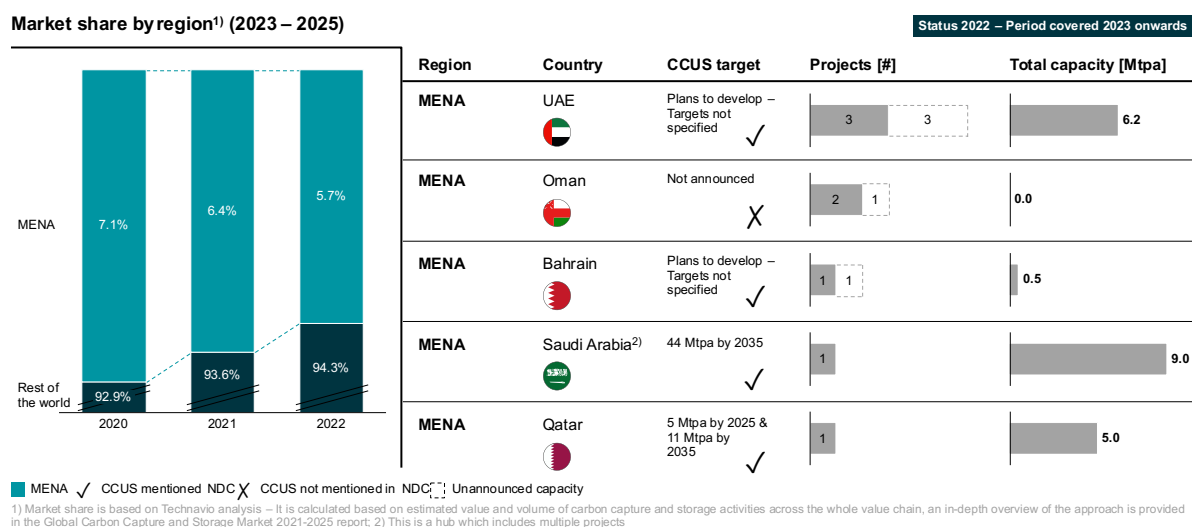 Market share by region1) (2023 – 2025)
Status 2022 – Period covered 2023 onwards
MENA
Rest of
the world
7.1%
6.4%
5.7%
92.9%
93.6%
94.3%
2020
2021
2022
Region
Country
CCUS target
Projects [#]
Total capacity [Mtpa]
MENA
UAE
Plans to develop –
Targets not
specified
3
3
6.2
MENA
Oman
Not announced
2
1
0.0
MENA
Bahrain
Plans to develop –
Targets not
specified
1
1
0.5
MENA
Saudi Arabia2)
44 Mtpa by 2035
1
9.0
MENA
Qatar
5 Mtpa by 2025 &
11 Mtpa by
2035
1
5.0
MENA
CCUS mentioned NDC
CCUS not mentioned in NDC
Unannounced capacity
1) Market share is based on Technavio analysis – It is calculated based on estimated value and volume of carbon capture and storage activities across the whole value chain, an in-depth overview of the approach is provided
in the Global Carbon Capture and Storage Market 2021-2025 report; 2) This is a hub which includes multiple projects